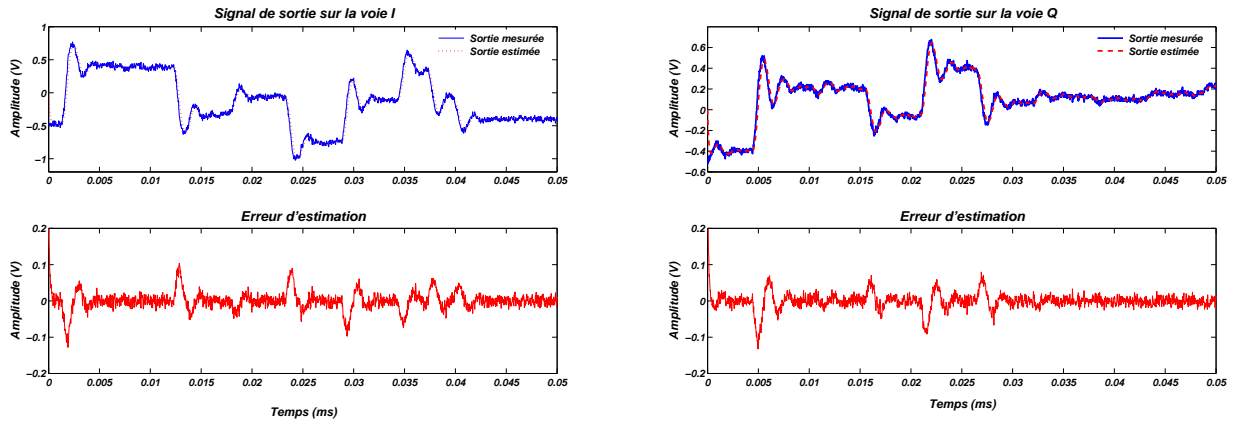 Signal de sortie sur la voie I
1
0.5
0
−0.5
−1
Amplitude (V)
Sortie mesurée
Sortie estimée
0 0.005 0.01 0.015 0.02 0.025 0.03 0.035 0.04 0.045 0.05
Erreur d'estimation
0.2
0.1
0
−0.1
−0.2
Amplitude (V)
0 0.005 0.01 0.015 0.02 0.025 0.03 0.035 0.04 0.045 0.05
Temps (ms)
Signal de sortie sur la voie Q
0.6
0.4
0.2
0
−0.2
−0.4
−0.6
Amplitude (V)
Sortie mesurée
Sortie estimée
0 0.005 0.01 0.015 0.02 0.025 0.03 0.035 0.04 0.045 0.05
Erreur d'estimation
0.2
0.1
0
−0.1
−0.2
Amplitude (V)
0 0.005 0.01 0.015 0.02 0.025 0.03 0.035 0.04 0.045 0.05
Temps (ms)